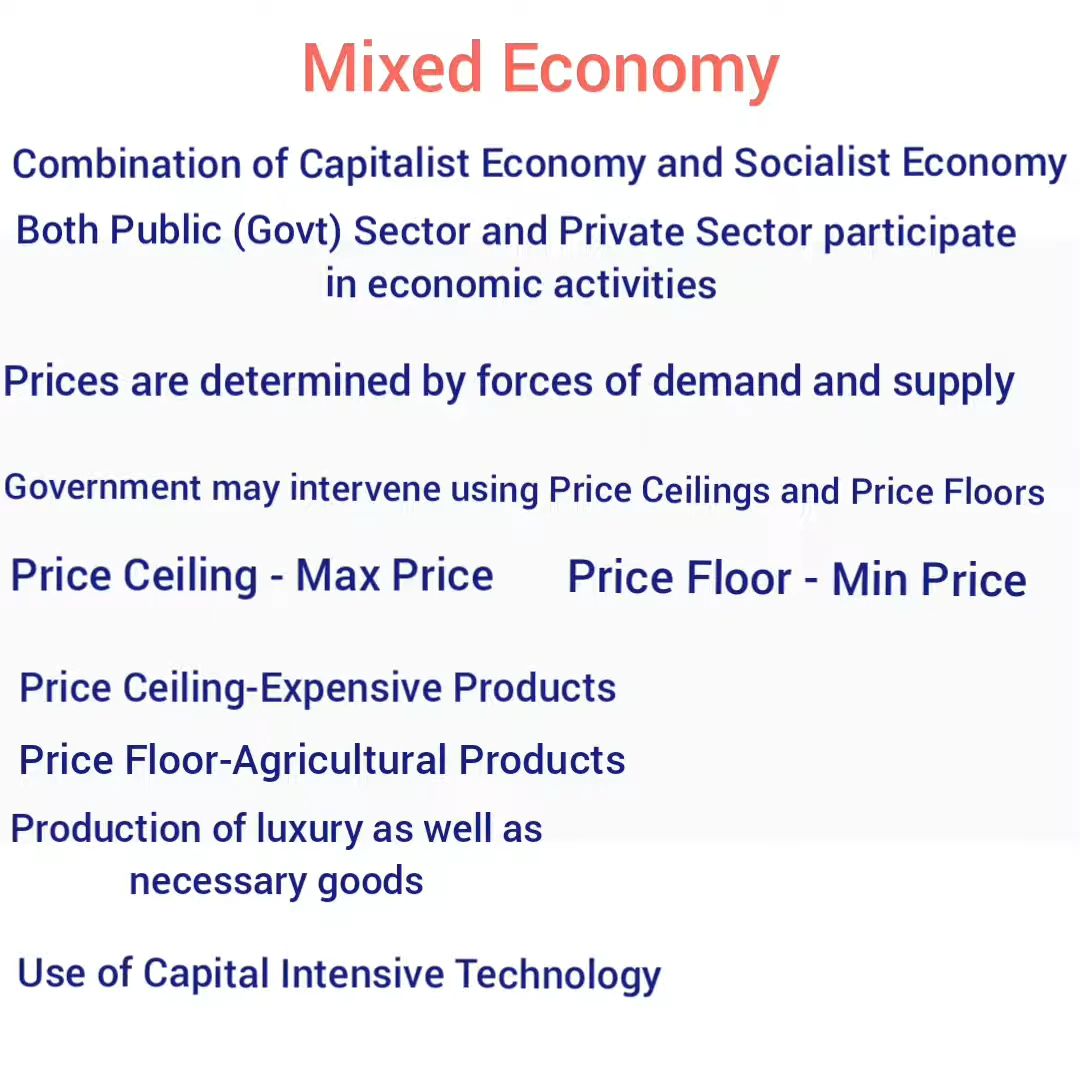 Mixed Economy
Combination of Capitalist Economy and Socialist Economy
Both Public (Govt) Sector and Private Sector participate
in economic activities
Prices are determined by forces of demand and supply
Government may intervene using Price Ceilings and Price Floors
Price Ceiling - Max Price
Price Floor - Min Price
Price Ceiling-Expensive Products
Price Floor-Agricultural Products
Production of luxury as well as
necessary goods
Use of Capital Intensive Technology